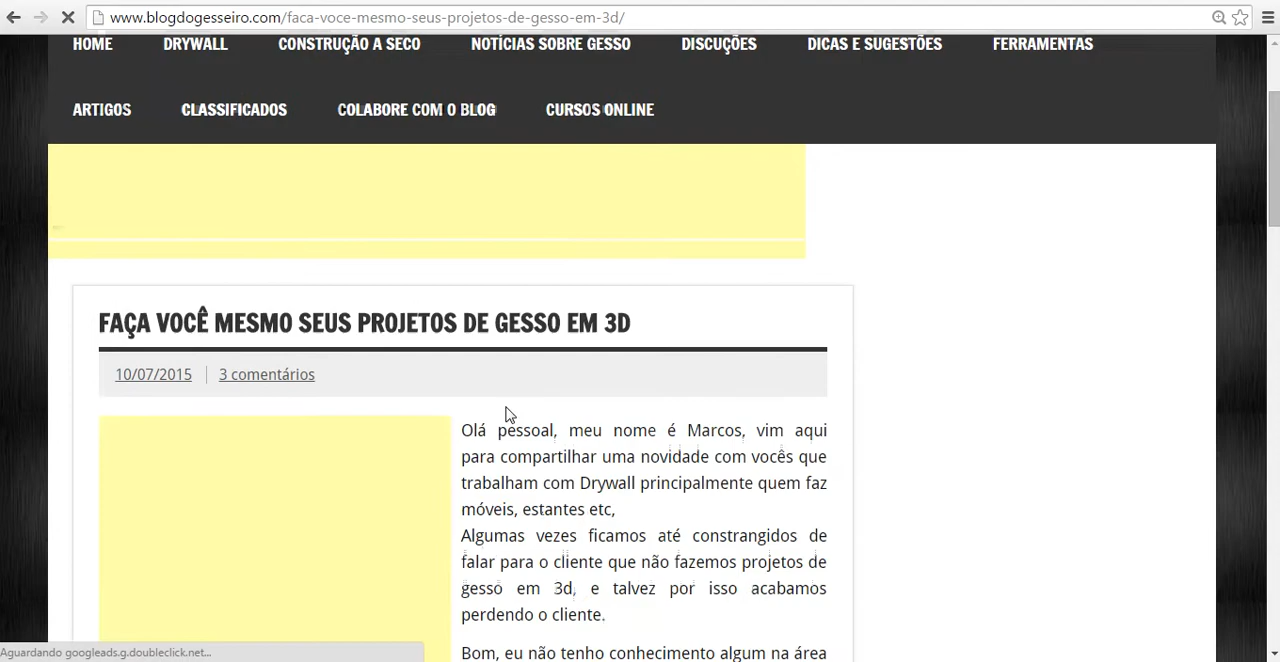 www.blogdogesseiro.com/faca-voce-mesmo-seus-projetos-de-gesso-em-3d/
HOME DRYWALL CONSTRUÇÃO A SECO NOTÍCIAS SOBRE GESSO DISCUÇÕES DICAS E SUGESTÕES FERRAMENTAS
ARTIGOS CLASSIFICADOS COLABORE COM O BLOG CURSOS ONLINE
FAÇA VOCÊ MESMO SEUS PROJETOS DE GESSO EM 3D
10/07/2015 3 comentários
Olá pessoal, meu nome é Marcos, vim aqui
para compartilhar uma novidade com vocês que
trabalham com Drywall principalmente quem faz
móveis, estantes etc,
Algumas vezes ficamos até constrangidos de
falar para o cliente que não fazemos projetos de
gesso em 3d, e talvez por isso acabamos
perdendo o cliente.
Bom, eu não tenho conhecimento algum na área
Aguardando googleads.g.doubleclick.net...